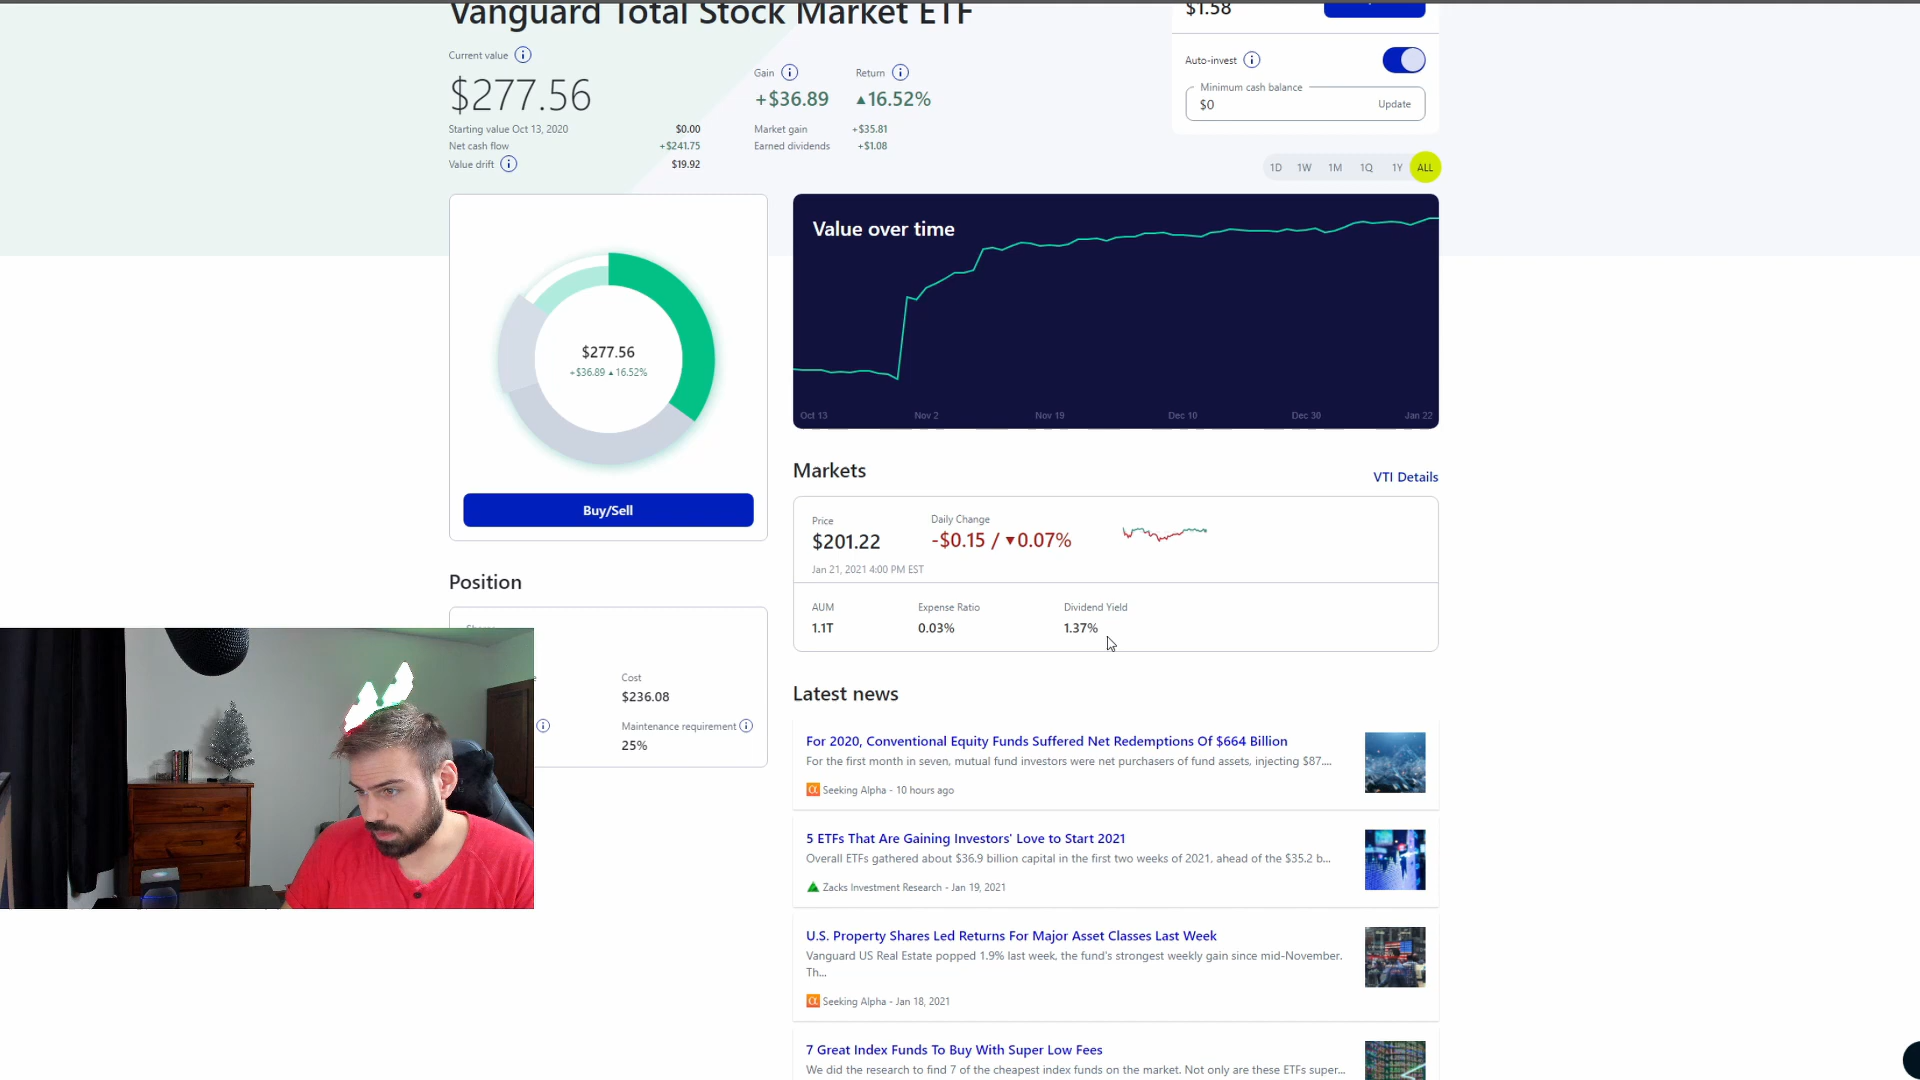 Vanguard Total Stock Market ETF
$1.58
Current value
$277.56
Gain
+$36.89
Return
▲16.52%
Auto-invest
Minimum cash balance
$0
Update
Starting value Oct 13, 2020 $0.00
Net cash flow +$241.75
Value drift $19.92
Market gain +$35.81
Earned dividends +$1.08
1D 1W 1M 1Q 1Y ALL
$277.56
+$36.89 ▲16.52%
Buy/Sell
Value over time
Oct 13 Nov 2 Nov 19 Dec 10 Dec 30 Jan 22
Markets
VTI Details
Price
$201.22
Daily Change
-$0.15 / ▼0.07%
Jan 21, 2021 4:00 PM EST
AUM
1.1T
Expense Ratio
0.03%
Dividend Yield
1.37%
Position
Cost
$236.08
Maintenance requirement
25%
Latest news
For 2020, Conventional Equity Funds Suffered Net Redemptions Of $664 Billion
For the first month in seven, mutual fund investors were net purchasers of fund assets, injecting $87....
Seeking Alpha - 10 hours ago
5 ETFs That Are Gaining Investors' Love to Start 2021
Overall ETFs gathered about $36.9 billion capital in the first two weeks of 2021, ahead of the $35.2 b...
Zacks Investment Research - Jan 19, 2021
U.S. Property Shares Led Returns For Major Asset Classes Last Week
Vanguard US Real Estate popped 1.9% last week, the fund's strongest weekly gain since mid-November.
Th...
Seeking Alpha - Jan 18, 2021
7 Great Index Funds To Buy With Super Low Fees
We did the research to find 7 of the cheapest index funds on the market. Not only are these ETFs super...